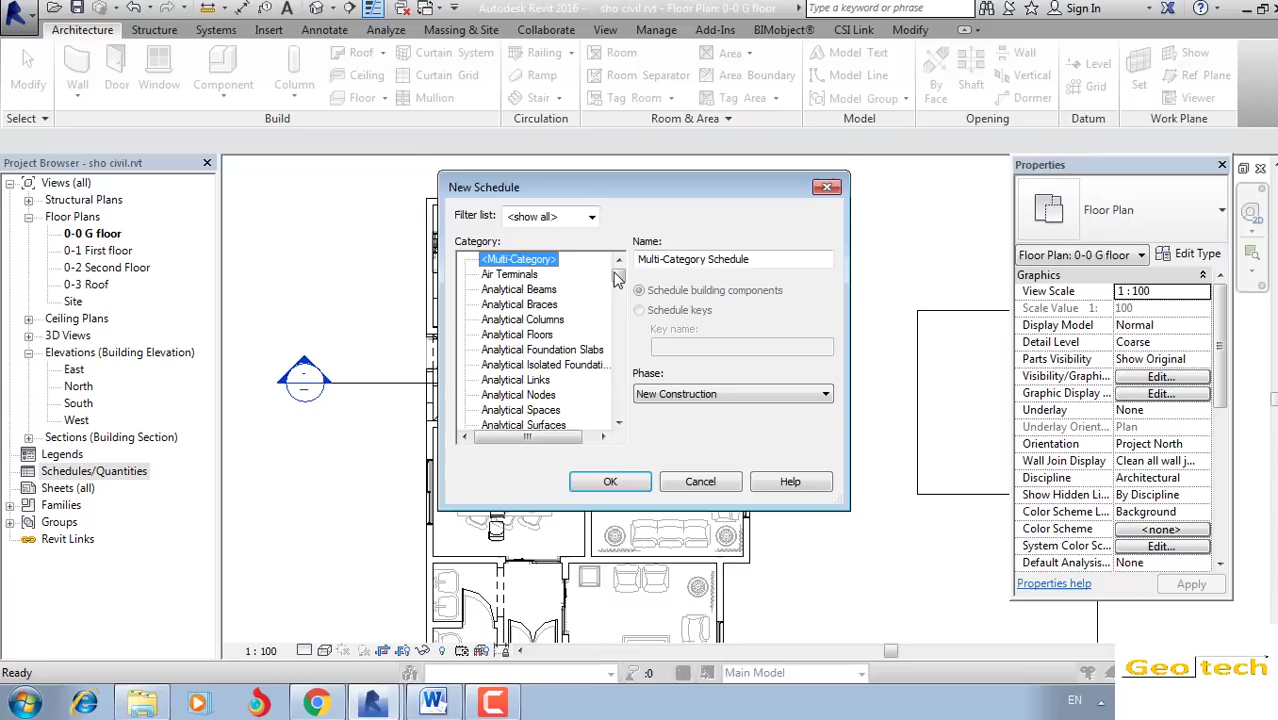 Autodesk Revit 2016 - sho civil.rvt - Floor Plan: 0-0 G floor
Type a keyword or phrase
Sign In
Architecture Structure Systems Insert Annotate Analyze Massing & Site Collaborate View Manage Add-Ins BIMobject® CSI Link Modify
Modify
Wall
Door
Window
Component
Column
Roof
Ceiling
Floor
Curtain System
Curtain Grid
Mullion
Railing
Ramp
Stair
Room
Room Separator
Tag Room
Area
Area Boundary
Tag Area
Model Text
Model Line
Model Group
By Face
Shaft
Wall
Vertical
Dormer
Level
Grid
Set
Show
Ref Plane
Viewer
Select Build Circulation Room & Area Model Opening Datum Work Plane
Project Browser - sho civil.rvt
Views (all)
Structural Plans
Floor Plans
0-0 G floor
0-1 First floor
0-2 Second Floor
0-3 Roof
Site
Ceiling Plans
3D Views
Elevations (Building Elevation)
East
North
South
West
Sections (Building Section)
Legends
Schedules/Quantities
Sheets (all)
Families
Groups
Revit Links
New Schedule
Filter list: <show all>
Category:
<Multi-Category>
Air Terminals
Analytical Beams
Analytical Braces
Analytical Columns
Analytical Floors
Analytical Foundation Slabs
Analytical Isolated Foundati...
Analytical Links
Analytical Nodes
Analytical Spaces
Analytical Surfaces
Name:
Multi-Category Schedule
Schedule building components
Schedule keys
Key name:
Phase:
New Construction
OK Cancel Help
Properties
Floor Plan
Floor Plan: 0-0 G floor Edit Type
Graphics
View Scale 1 : 100
Scale Value 1: 100
Display Model Normal
Detail Level Coarse
Parts Visibility Show Original
Visibility/Graphi... Edit...
Graphic Display ... Edit...
Underlay None
Underlay Orient... Plan
Orientation Project North
Wall Join Display Clean all wall j...
Discipline Architectural
Show Hidden Li... By Discipline
Color Scheme L... Background
Color Scheme <none>
System Color Sc... Edit...
Default Analysis... None
Properties help Apply
1 : 100
Ready
:0
Main Model
EN
Geo tech